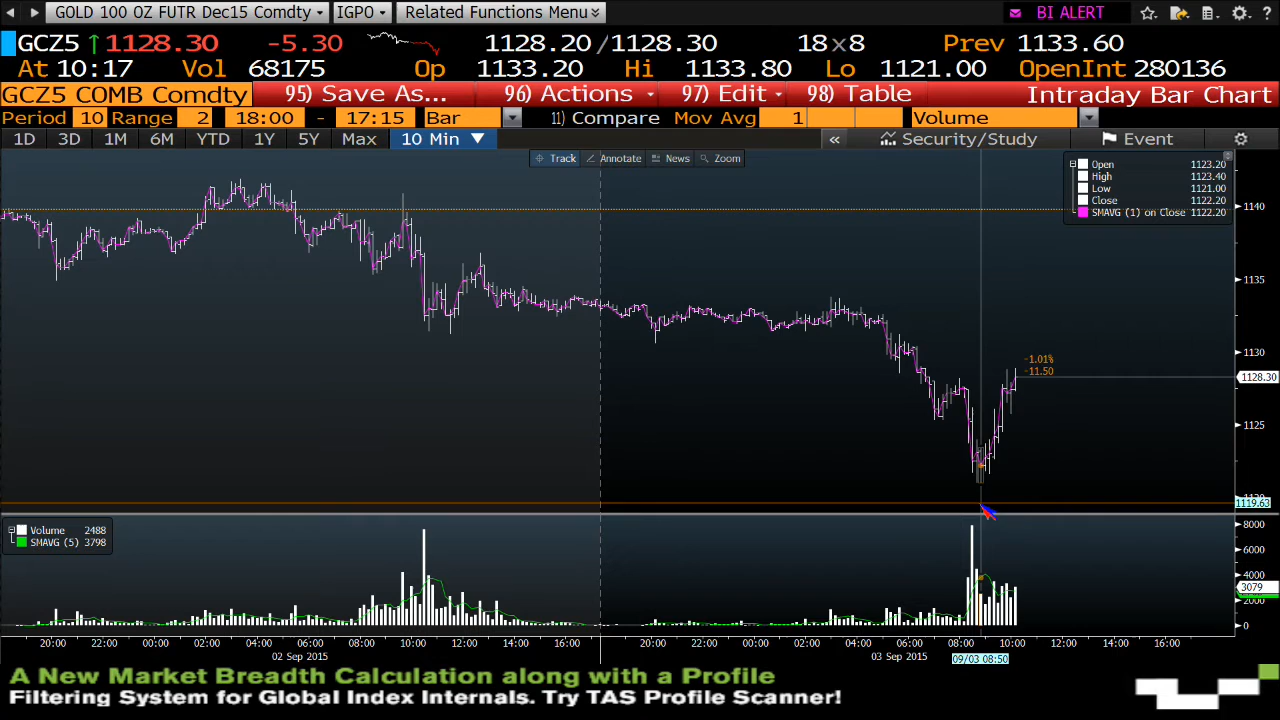 GOLD 100 OZ FUTR Dec15 Comdty IGPO Related Functions Menu BI ALERT ?
GCZ5 1128.30 -5.30 1128.20/1128.30 18x8 Prev 1133.60
At 10:17 Vol 68175 Op 1133.20 Hi 1133.80 Lo 1121.00 OpenInt 280136
GCZ5 COMB Comdty 95) Save As... 96) Actions 97) Edit 98) Table Intraday Bar Chart
Period 10 Range 2 18:00 - 17:15 Bar 11) Compare Mov Avg 1 Volume
1D 3D 1M 6M YTD 1Y 5Y Max 10 Min « Security/Study Event
Track Annotate News Zoom
Open 1123.20
High 1123.40
Low 1121.00
Close 1122.20
SMAVG (1) on Close 1122.20
1140
1135
1130
-1.01%
-11.50
1128.30
1125
1119.63
Volume 2488
SMAVG (5) 3798
8000
6000
4000
3079
2000
0
20:00 22:00 00:00 02:00 04:00 06:00 08:00 10:00 12:00 14:00 16:00 20:00 22:00 00:00 02:00 04:00 06:00 08:00 10:00 12:00 14:00 16:00
02 Sep 2015 03 Sep 2015 09/03 08:50
A New Market Breadth Calculation along with a Profile
Filtering System for Global Index Internals. Try TAS Profile Scanner!